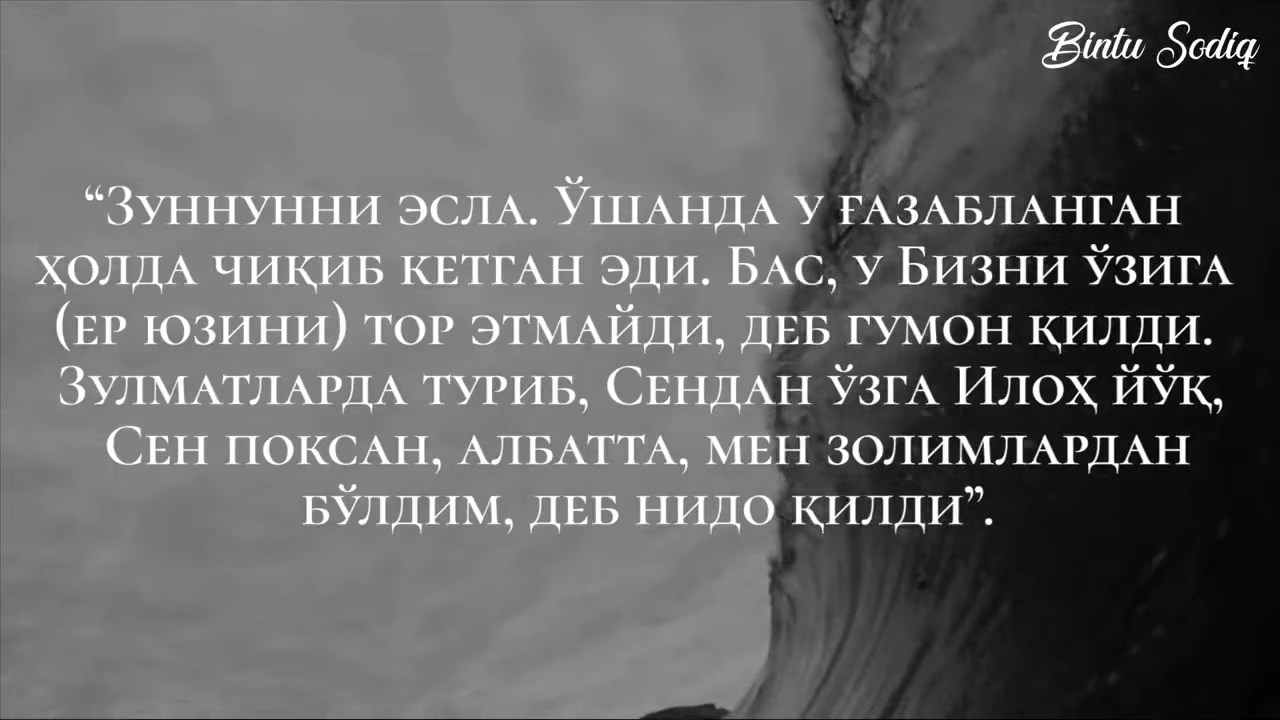 Bintu Sodiq
“Зуннунни эсла. Ўшанда у ғазабланган
ҳолда чиқиб кетган эди. Бас, у Бизни ўзига
(ер юзини) тор этмайди, деб гумон қилди.
Зулматларда туриб, Сендан ўзга Илоҳ йўқ,
Сен поксан, албатта, мен золимлардан
бўлдим, деб нидо қилди”.